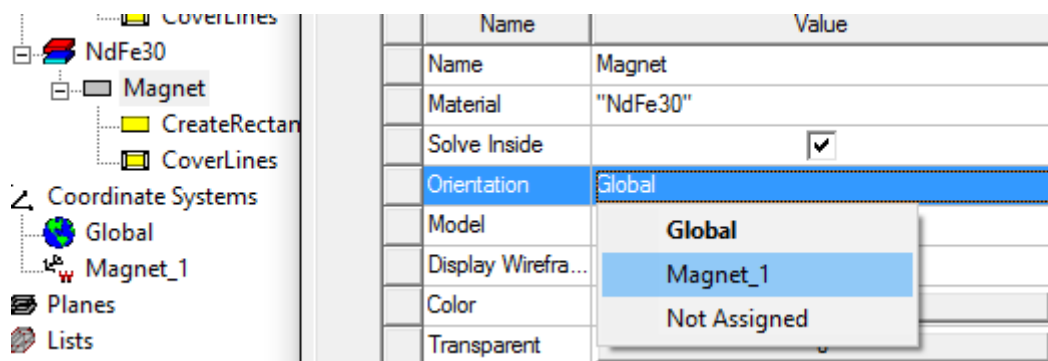 CoverLines
NdFe30
Magnet
CreateRectan
CoverLines
Coordinate Systems
Global
Magnet_1
Planes
Lists
Name Value
Name Magnet
Material "NdFe30"
Solve Inside
Orientation Global
Model
Display Wirefra...
Color
Transparent
Global
Magnet_1
Not Assigned